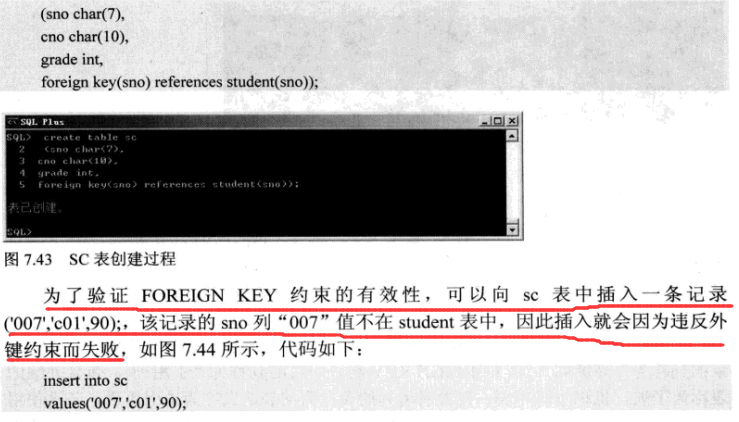 (sno char(7),
cno char(10),
grade int,
foreign key(sno) references student(sno));
SQL Plus
SQL> create table sc
2 (sno char(7),
3 cno char(10),
4 grade int,
5 foreign key(sno) references student(sno));
表已创建。
SQL>
图 7.43 SC 表创建过程
为了验证 FOREIGN KEY 约束的有效性，可以向 sc 表中插入一条记录
('007','c01',90);，该记录的 sno 列“007”值不在 student 表中，因此插入就会因为违反外
键约束而失败，如图 7.44 所示，代码如下：
insert into sc
values('007','c01',90);